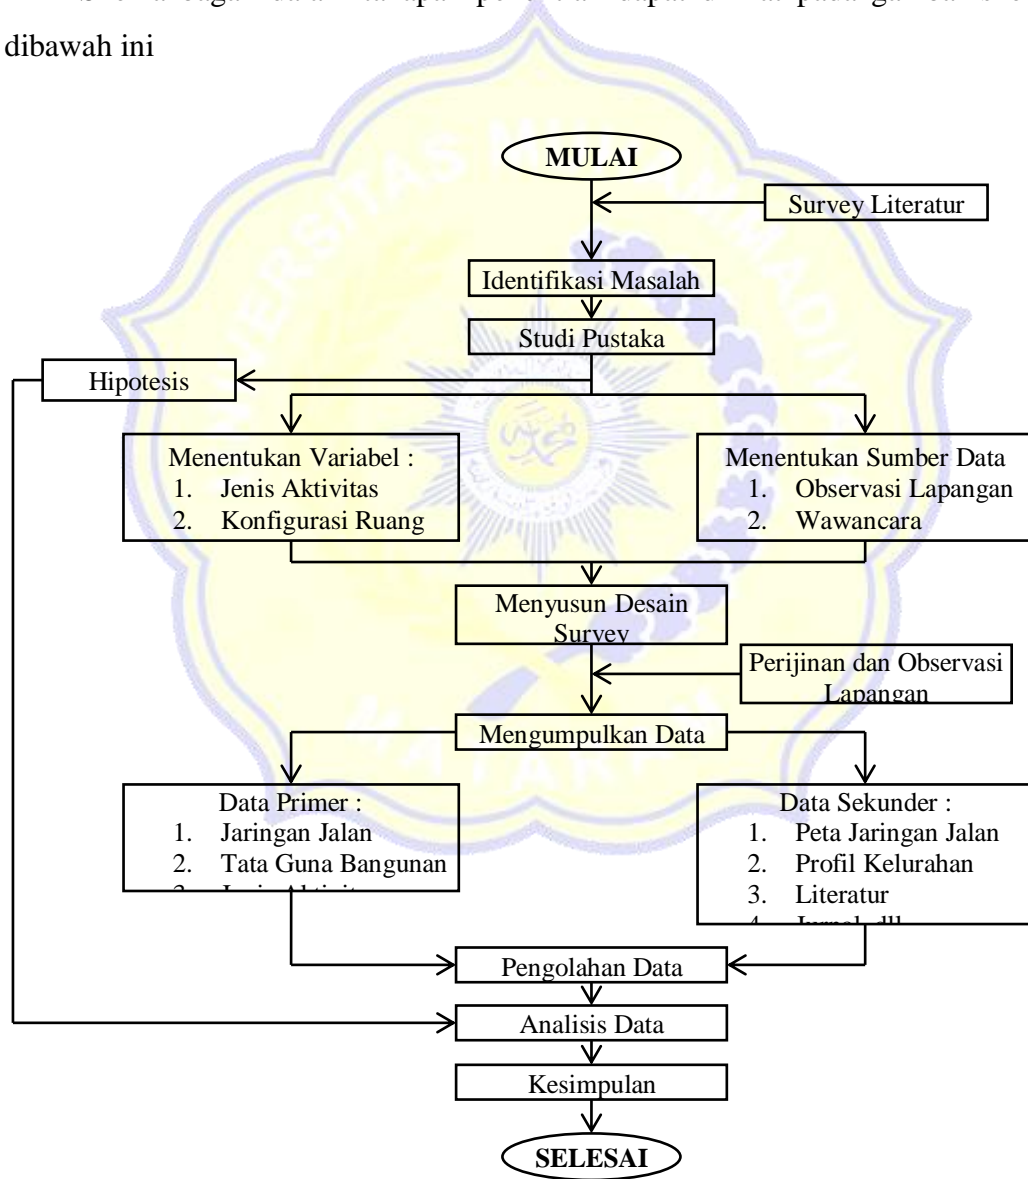 dibawah ini
MULAI
Survey Literatur
Identifikasi Masalah
Studi Pustaka
Hipotesis
Menentukan Variabel :
1. Jenis Aktivitas
2. Konfigurasi Ruang
Menentukan Sumber Data
1. Observasi Lapangan
2. Wawancara
Menyusun Desain
Survey
Perijinan dan Observasi
Lapangan
Mengumpulkan Data
Data Primer :
1. Jaringan Jalan
2. Tata Guna Bangunan
Data Sekunder :
1. Peta Jaringan Jalan
2. Profil Kelurahan
3. Literatur
Pengolahan Data
Analisis Data
Kesimpulan
SELESAI